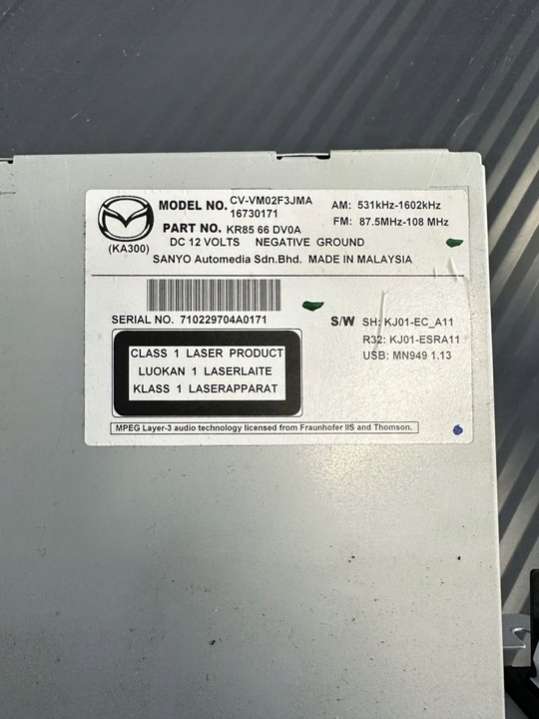 MODEL NO. CV-VM02F3JMA
16730171
AM: 531kHz-1602kHz
FM: 87.5MHz-108 MHz
(KA300)
PART NO. KR85 66 DV0A
DC 12 VOLTS NEGATIVE GROUND
SANYO Automedia Sdn.Bhd. MADE IN MALAYSIA
SERIAL NO. 710229704A0171
S/W SH: KJ01-EC_A11
R32: KJ01-ESRA11
USB: MN949 1.13
CLASS 1 LASER PRODUCT
LUOKAN 1 LASERLAITE
KLASS 1 LASERAPPARAT
MPEG Layer-3 audio technology licensed from Fraunhofer IIS and Thomson.